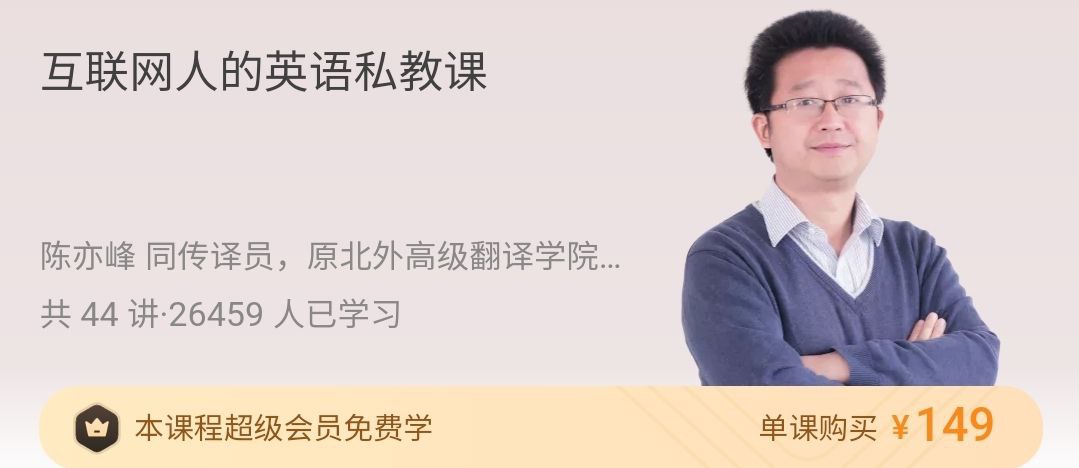 互联网人的英语私教课
陈亦峰 同传译员，原北外高级翻译学院...
共 44 讲·26459 人已学习
本课程超级会员免费学 单课购买 ¥149